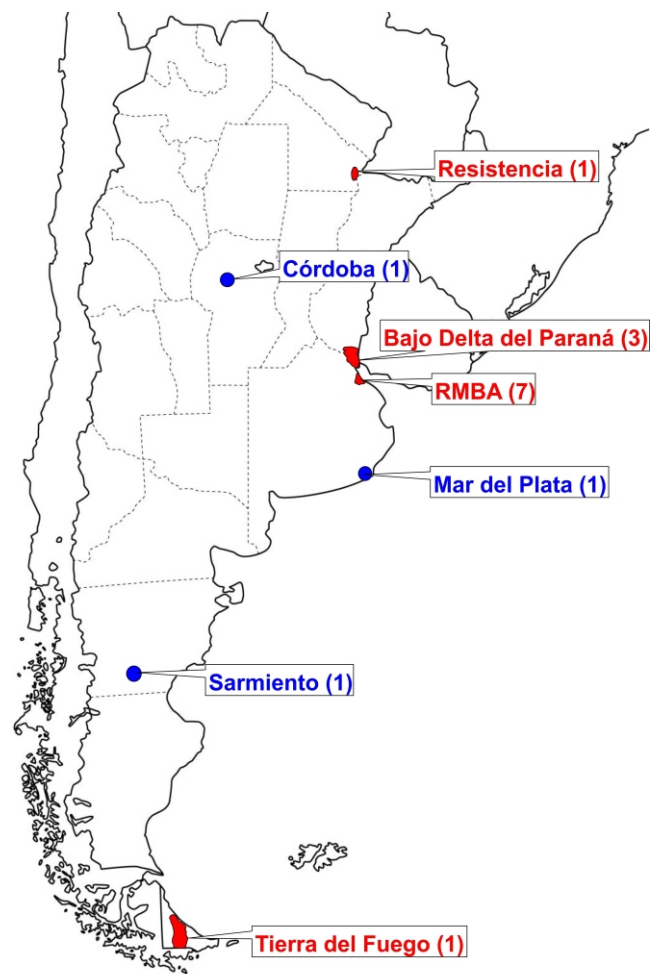 Resistencia (1)
Córdoba (1)
Bajo Delta del Paraná (3)
RMBA (7)
Mar del Plata (1)
Sarmiento (1)
Tierra del Fuego (1)